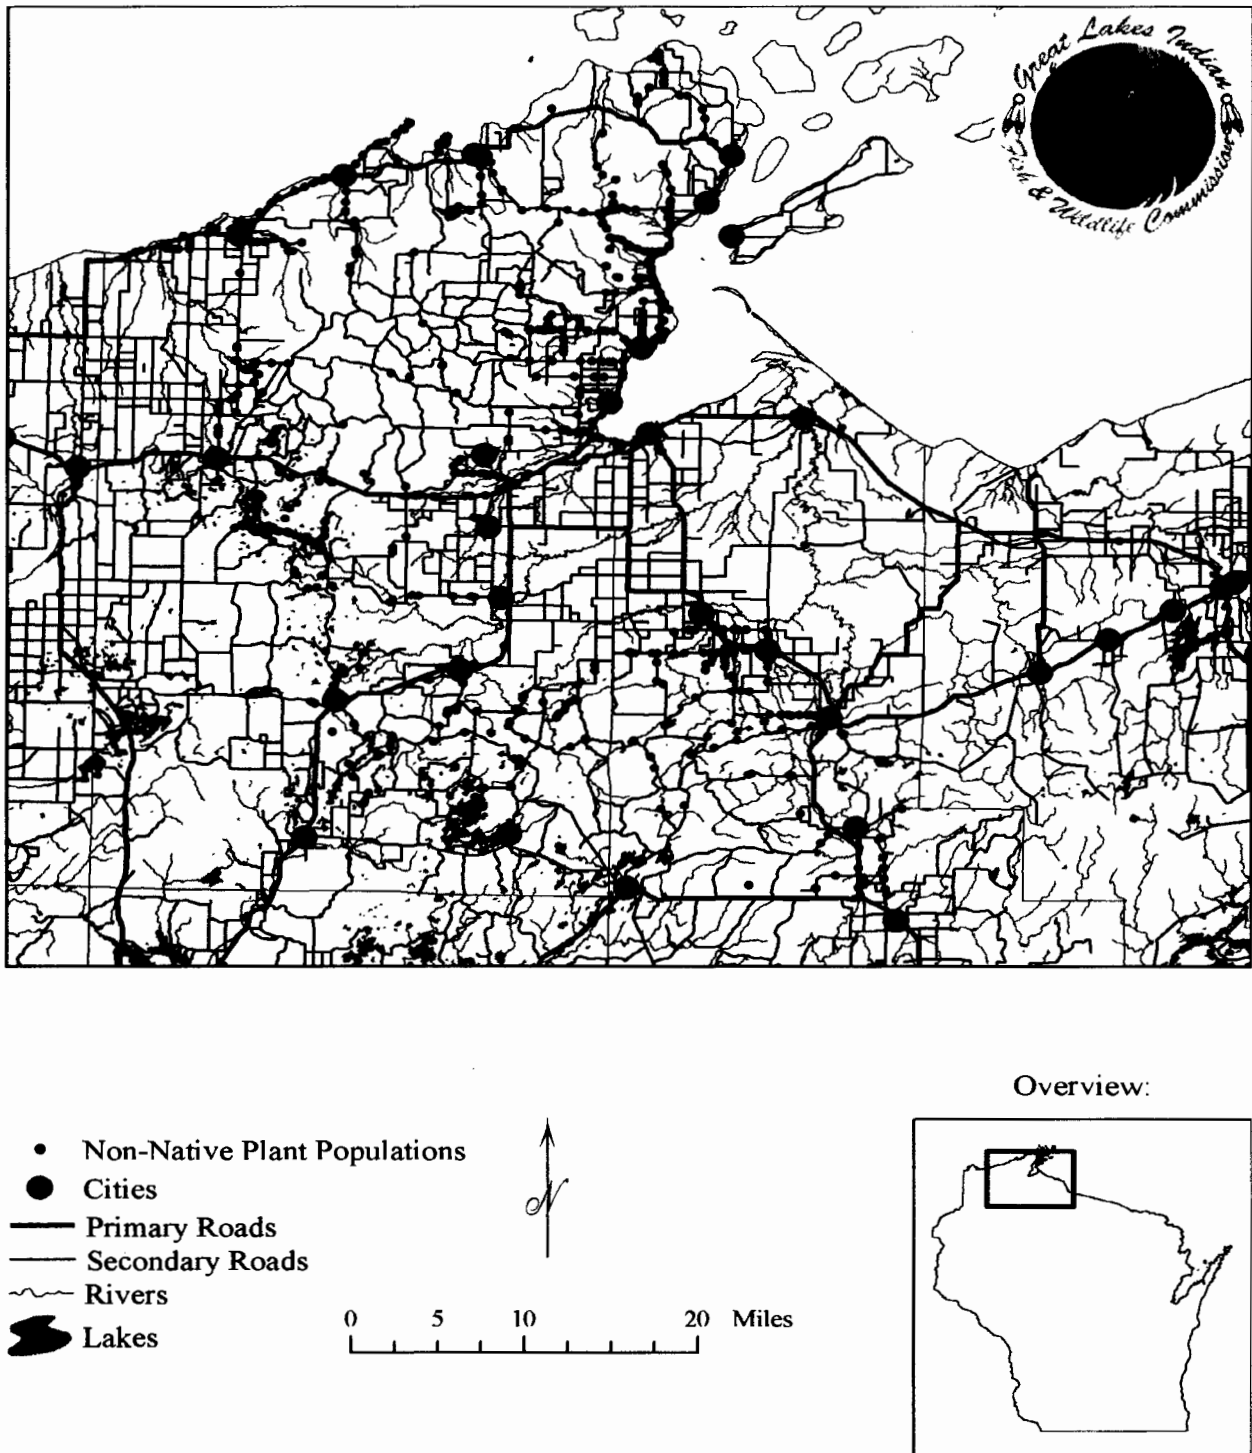 Great Lakes Indian
Fish & Wildlife Commission
Overview:
Non-Native Plant Populations
Cities
Primary Roads
Secondary Roads
Rivers
Lakes
N
0 5 10 20 Miles